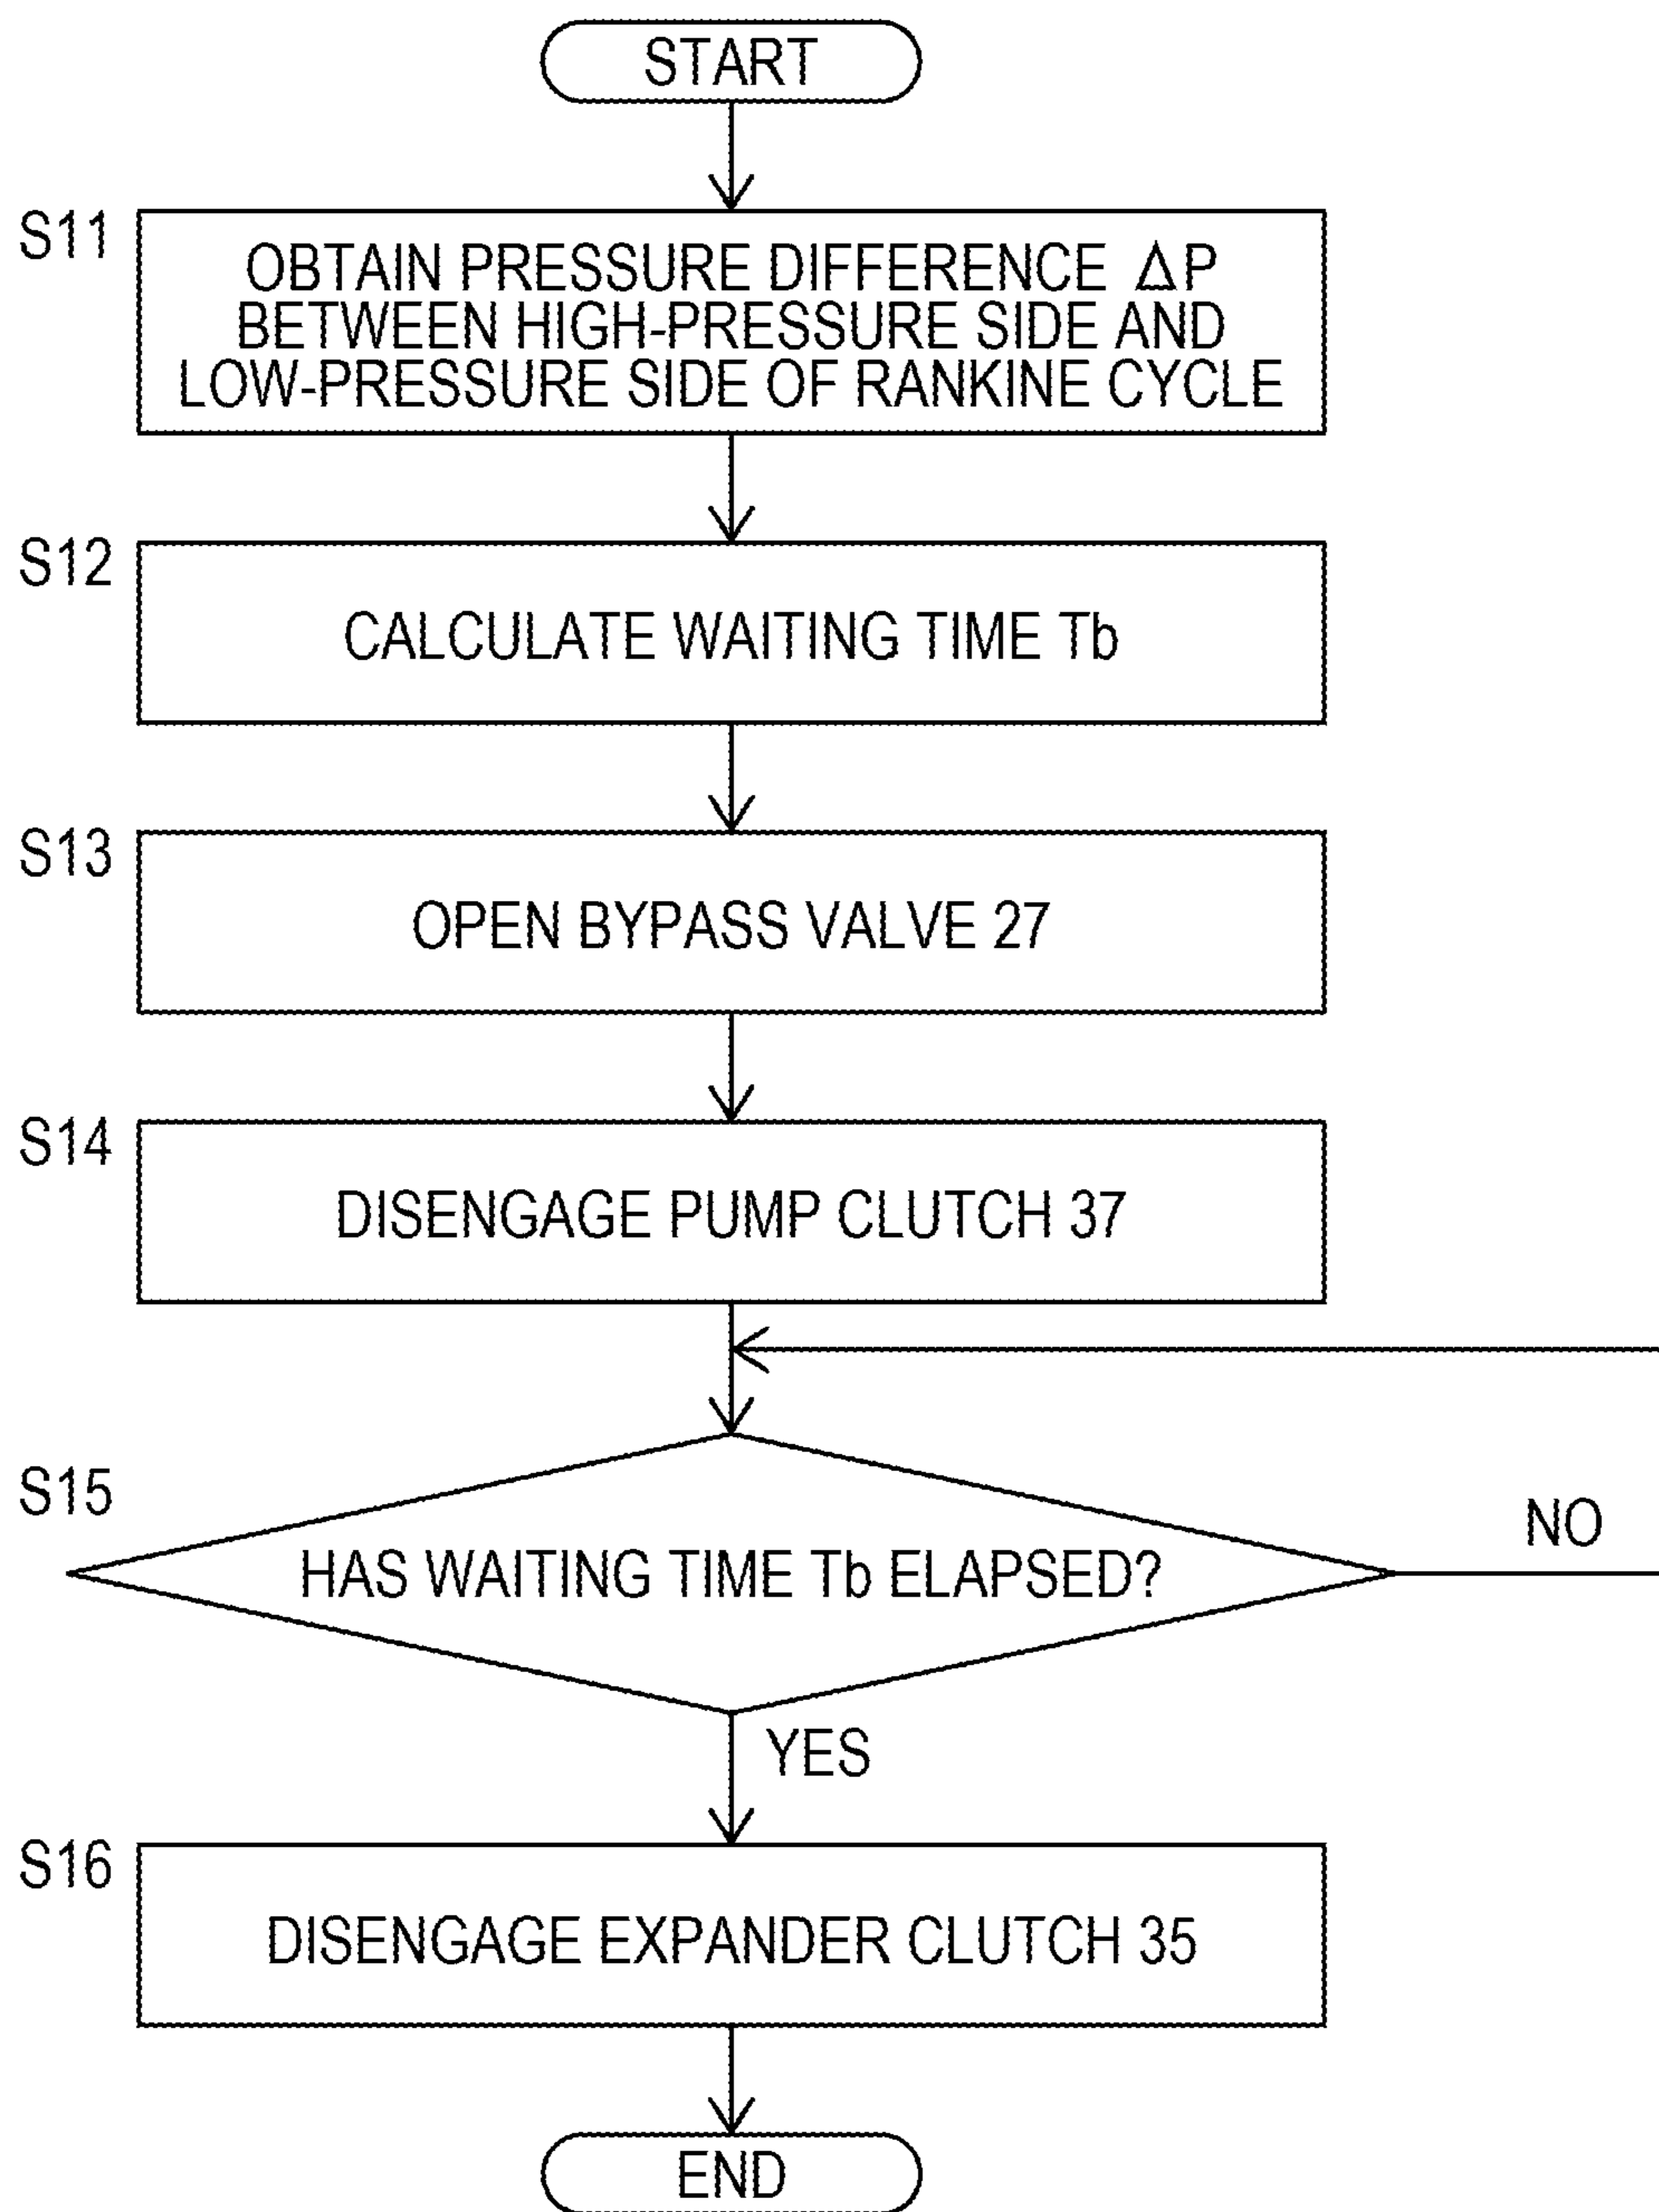 START
S11
OBTAIN PRESSURE DIFFERENCE ΔP
BETWEEN HIGH-PRESSURE SIDE AND
LOW-PRESSURE SIDE OF RANKINE CYCLE
S12
CALCULATE WAITING TIME Tb
S13
OPEN BYPASS VALVE 27
S14
DISENGAGE PUMP CLUTCH 37
S15
HAS WAITING TIME Tb ELAPSED?
NO
YES
S16
DISENGAGE EXPANDER CLUTCH 35
END